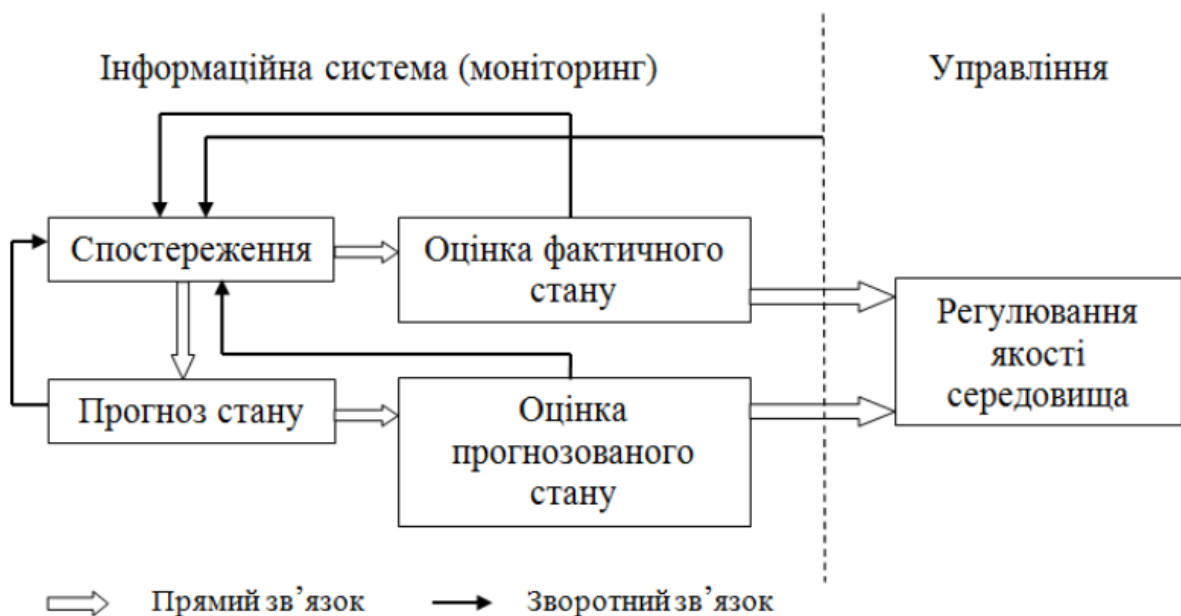 Інформаційна система (моніторинг)
Управління
Спостереження
Оцінка фактичного
стану
Регулювання
якості
середовища
Прогноз стану
Оцінка
прогнозованого
стану
Прямий зв’язок
Зворотний зв’язок